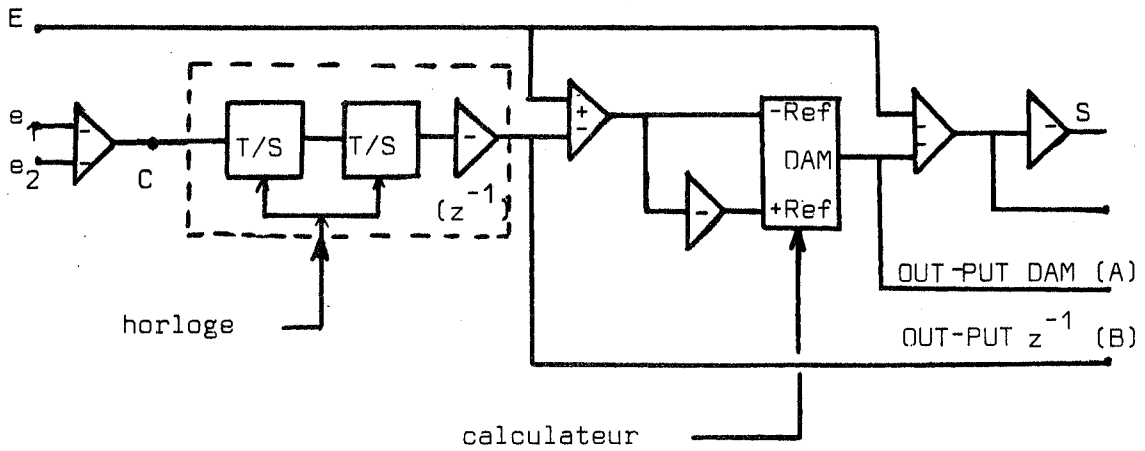 E
e1
e2
-
-
C
T/S
T/S
-
(z⁻¹)
+
-
-Ref
DAM
+Ref
-
-
-
-
S
OUT-PUT DAM (A)
horloge
OUT-PUT z⁻¹ (B)
calculateur